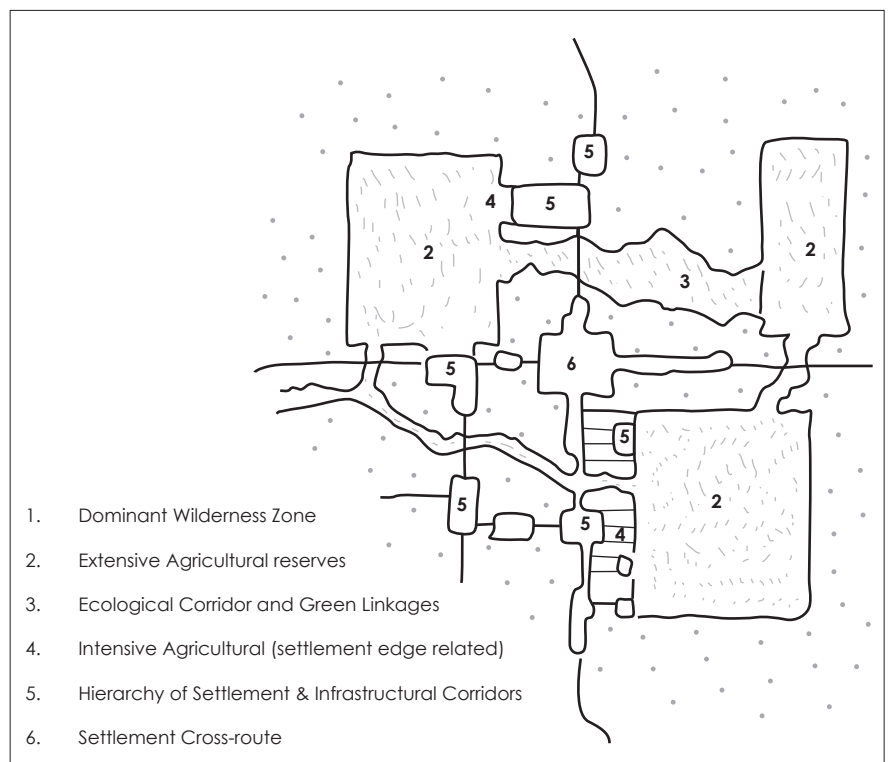 5
4 5
2 2
3
5 6
5
2
5 5
4
1. Dominant Wilderness Zone
2. Extensive Agricultural reserves
3. Ecological Corridor and Green Linkages
4. Intensive Agricultural (settlement edge related)
5. Hierarchy of Settlement & Infrastructural Corridors
6. Settlement Cross-route